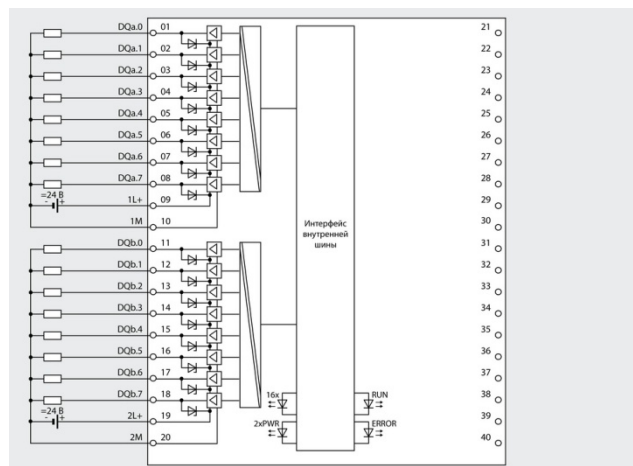 DQa.0 01 21
DQa.1 02 22
DQa.2 03 23
DQa.3 04 24
DQa.4 05 25
DQa.5 06 26
DQa.6 07 27
DQa.7 08 28
=24 В
- + 1L+ 09 29
1M 10 30
Интерфейс
внутренней
шины
DQb.0 11 31
DQb.1 12 32
DQb.2 13 33
DQb.3 14 34
DQb.4 15 35
DQb.5 16 36
DQb.6 17 37
DQb.7 18 16x RUN 38
=24 В
- + 2L+ 19 2xPWR ERROR 39
2M 20 40